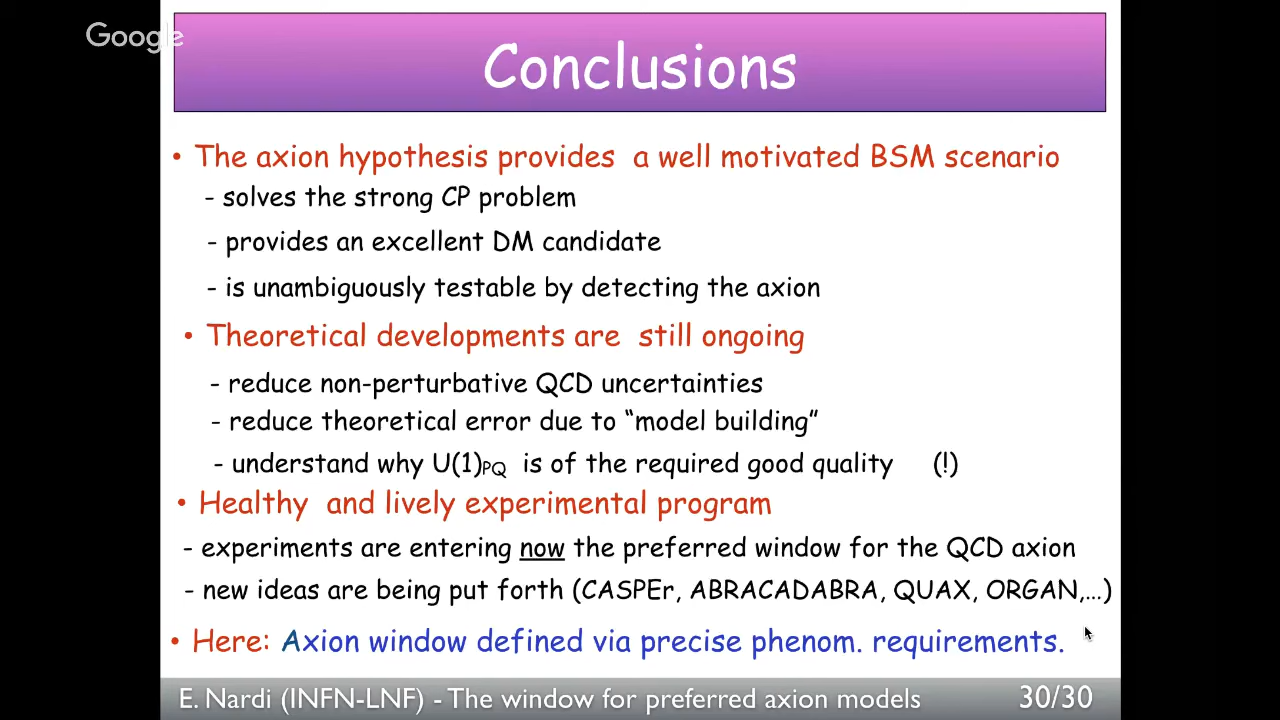 Google
Conclusions
• The axion hypothesis provides a well motivated BSM scenario
- solves the strong CP problem
- provides an excellent DM candidate
- is unambiguously testable by detecting the axion
• Theoretical developments are still ongoing
- reduce non-perturbative QCD uncertainties
- reduce theoretical error due to “model building”
- understand why U(1)PQ is of the required good quality (!)
• Healthy and lively experimental program
- experiments are entering now the preferred window for the QCD axion
- new ideas are being put forth (CASPEr, ABRACADABRA, QUAX, ORGAN,...)
• Here: Axion window defined via precise phenom. requirements.
E. Nardi (INFN-LNF) - The window for preferred axion models 30/30